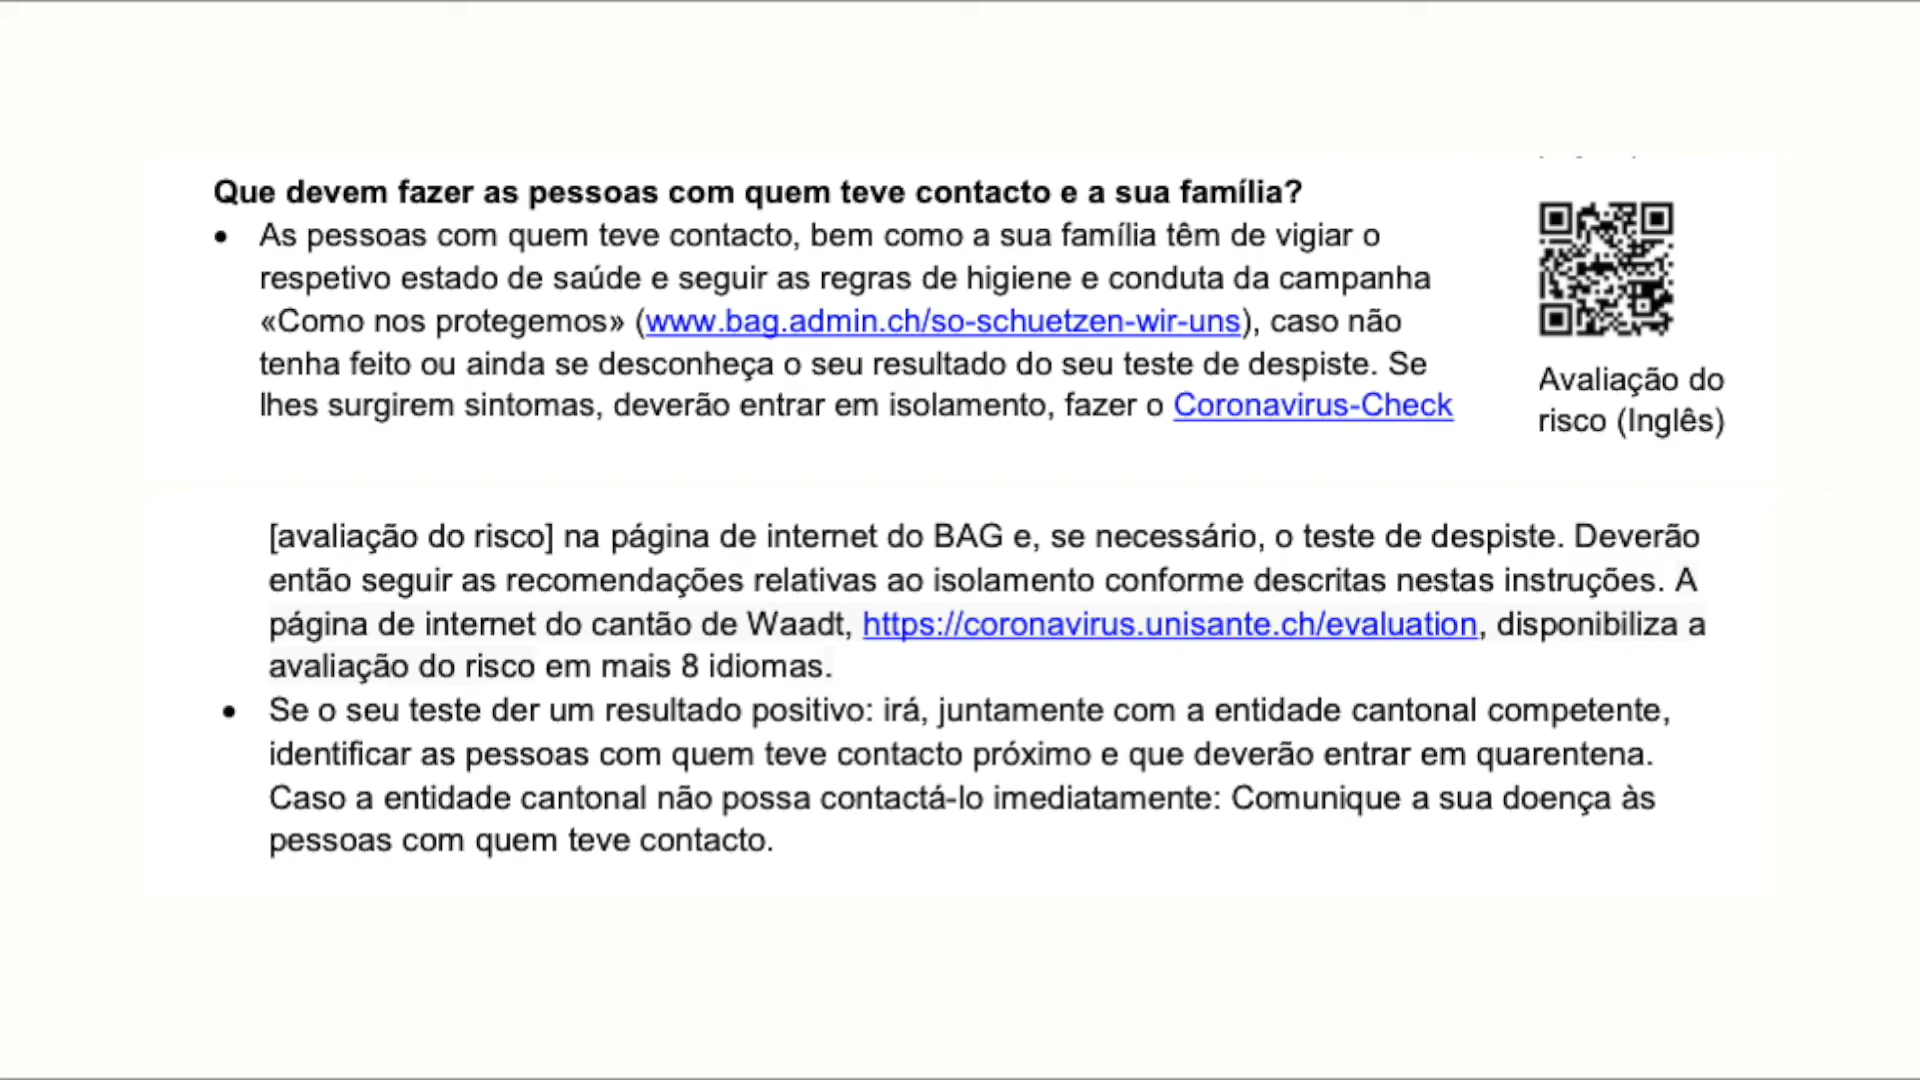 Que devem fazer as pessoas com quem teve contacto e a sua família?
• As pessoas com quem teve contacto, bem como a sua família têm de vigiar o
respetivo estado de saúde e seguir as regras de higiene e conduta da campanha
«Como nos protegemos» (www.bag.admin.ch/so-schuetzen-wir-uns), caso não
tenha feito ou ainda se desconheça o seu resultado do seu teste de despiste. Se
lhes surgirem sintomas, deverão entrar em isolamento, fazer o Coronavirus-Check
Avaliação do
risco (Inglês)
[avaliação do risco] na página de internet do BAG e, se necessário, o teste de despiste. Deverão
então seguir as recomendações relativas ao isolamento conforme descritas nestas instruções. A
página de internet do cantão de Waadt, https://coronavirus.unisante.ch/evaluation, disponibiliza a
avaliação do risco em mais 8 idiomas.
• Se o seu teste der um resultado positivo: irá, juntamente com a entidade cantonal competente,
identificar as pessoas com quem teve contacto próximo e que deverão entrar em quarentena.
Caso a entidade cantonal não possa contactá-lo imediatamente: Comunique a sua doença às
pessoas com quem teve contacto.